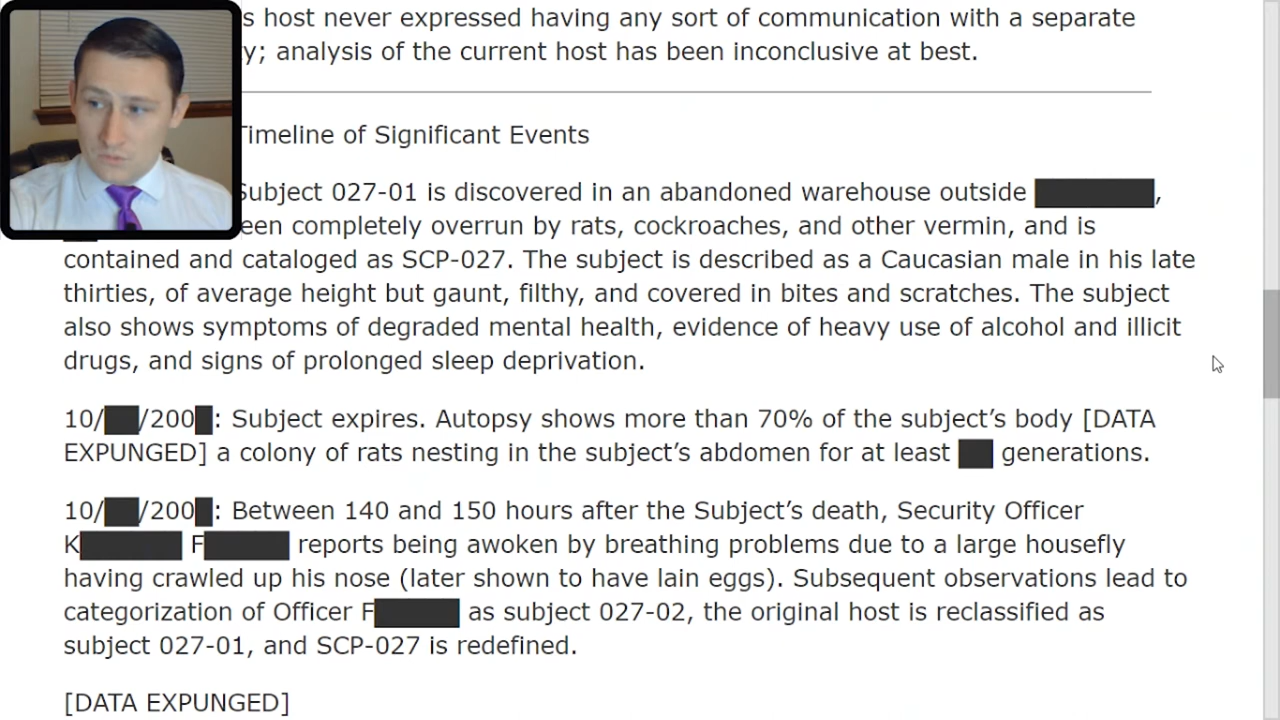 s host never expressed having any sort of communication with a separate
y; analysis of the current host has been inconclusive at best.
Timeline of Significant Events
Subject 027-01 is discovered in an abandoned warehouse outside ████████,
een completely overrun by rats, cockroaches, and other vermin, and is
contained and cataloged as SCP-027. The subject is described as a Caucasian male in his late
thirties, of average height but gaunt, filthy, and covered in bites and scratches. The subject
also shows symptoms of degraded mental health, evidence of heavy use of alcohol and illicit
drugs, and signs of prolonged sleep deprivation.
10/██/200█: Subject expires. Autopsy shows more than 70% of the subject's body [DATA
EXPUNGED] a colony of rats nesting in the subject's abdomen for at least ██ generations.
10/██/200█: Between 140 and 150 hours after the Subject's death, Security Officer
K██████ F█████ reports being awoken by breathing problems due to a large housefly
having crawled up his nose (later shown to have lain eggs). Subsequent observations lead to
categorization of Officer F█████ as subject 027-02, the original host is reclassified as
subject 027-01, and SCP-027 is redefined.
[DATA EXPUNGED]